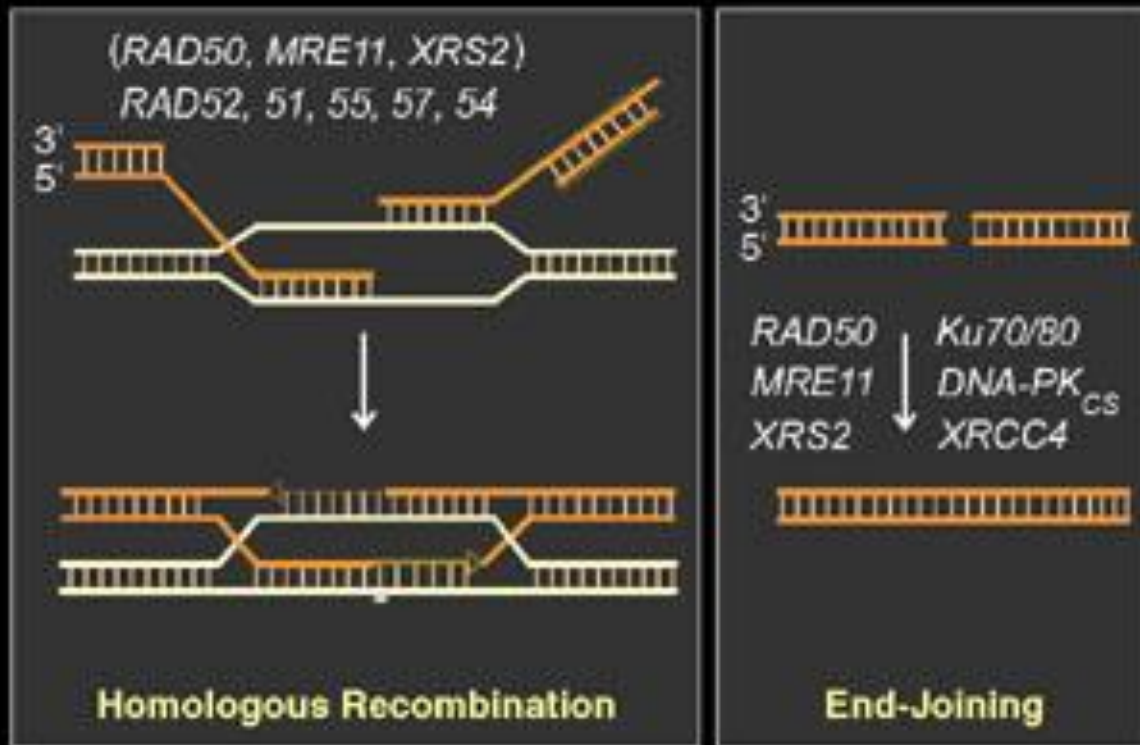 (RAD50, MRE11, XRS2)
RAD52, 51, 55, 57, 54
3'
5'
Homologous Recombination
3'
5'
RAD50
MRE11
XRS2
Ku70/80
DNA-PKCS
XRCC4
End-Joining